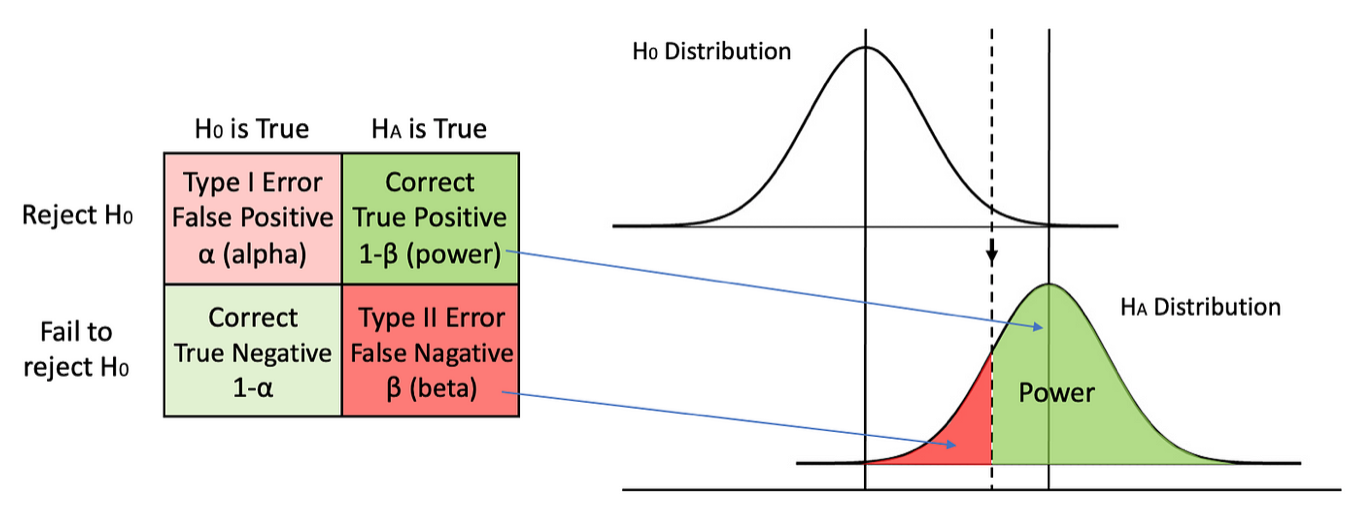 H0 Distribution
H0 is True
HA is True
Reject H0
Type I Error
False Positive
α (alpha)
Correct
True Positive
1-β (power)
Fail to
reject H0
Correct
True Negative
1-α
Type II Error
False Nagative
β (beta)
HA Distribution
Power